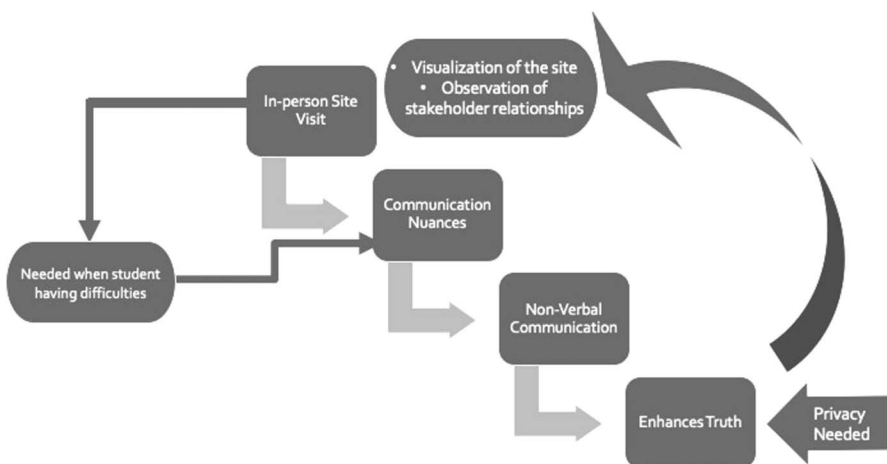 • Visualization of the site
• Observation of
stakeholder relationships
In-person Site
Visit
Communication
Nuances
Needed when student
having difficulties
Non-Verbal
Communication
Enhances Truth
Privacy
Needed